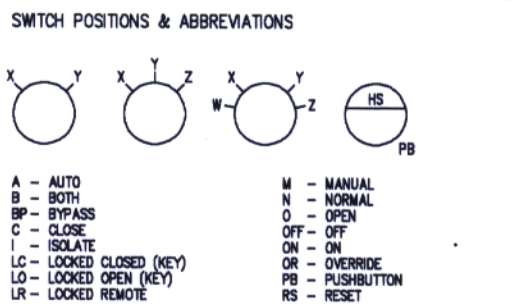 SWITCH POSITIONS & ABBREVIATIONS
X Y
X Y Z
W X Y Z
HS
PB
A - AUTO
B - BOTH
BP - BYPASS
C - CLOSE
I - ISOLATE
LC - LOCKED CLOSED (KEY)
LO - LOCKED OPEN (KEY)
LR - LOCKED REMOTE
M - MANUAL
N - NORMAL
O - OPEN
OFF - OFF
ON - ON
OR - OVERRIDE
PB - PUSHBUTTON
RS - RESET